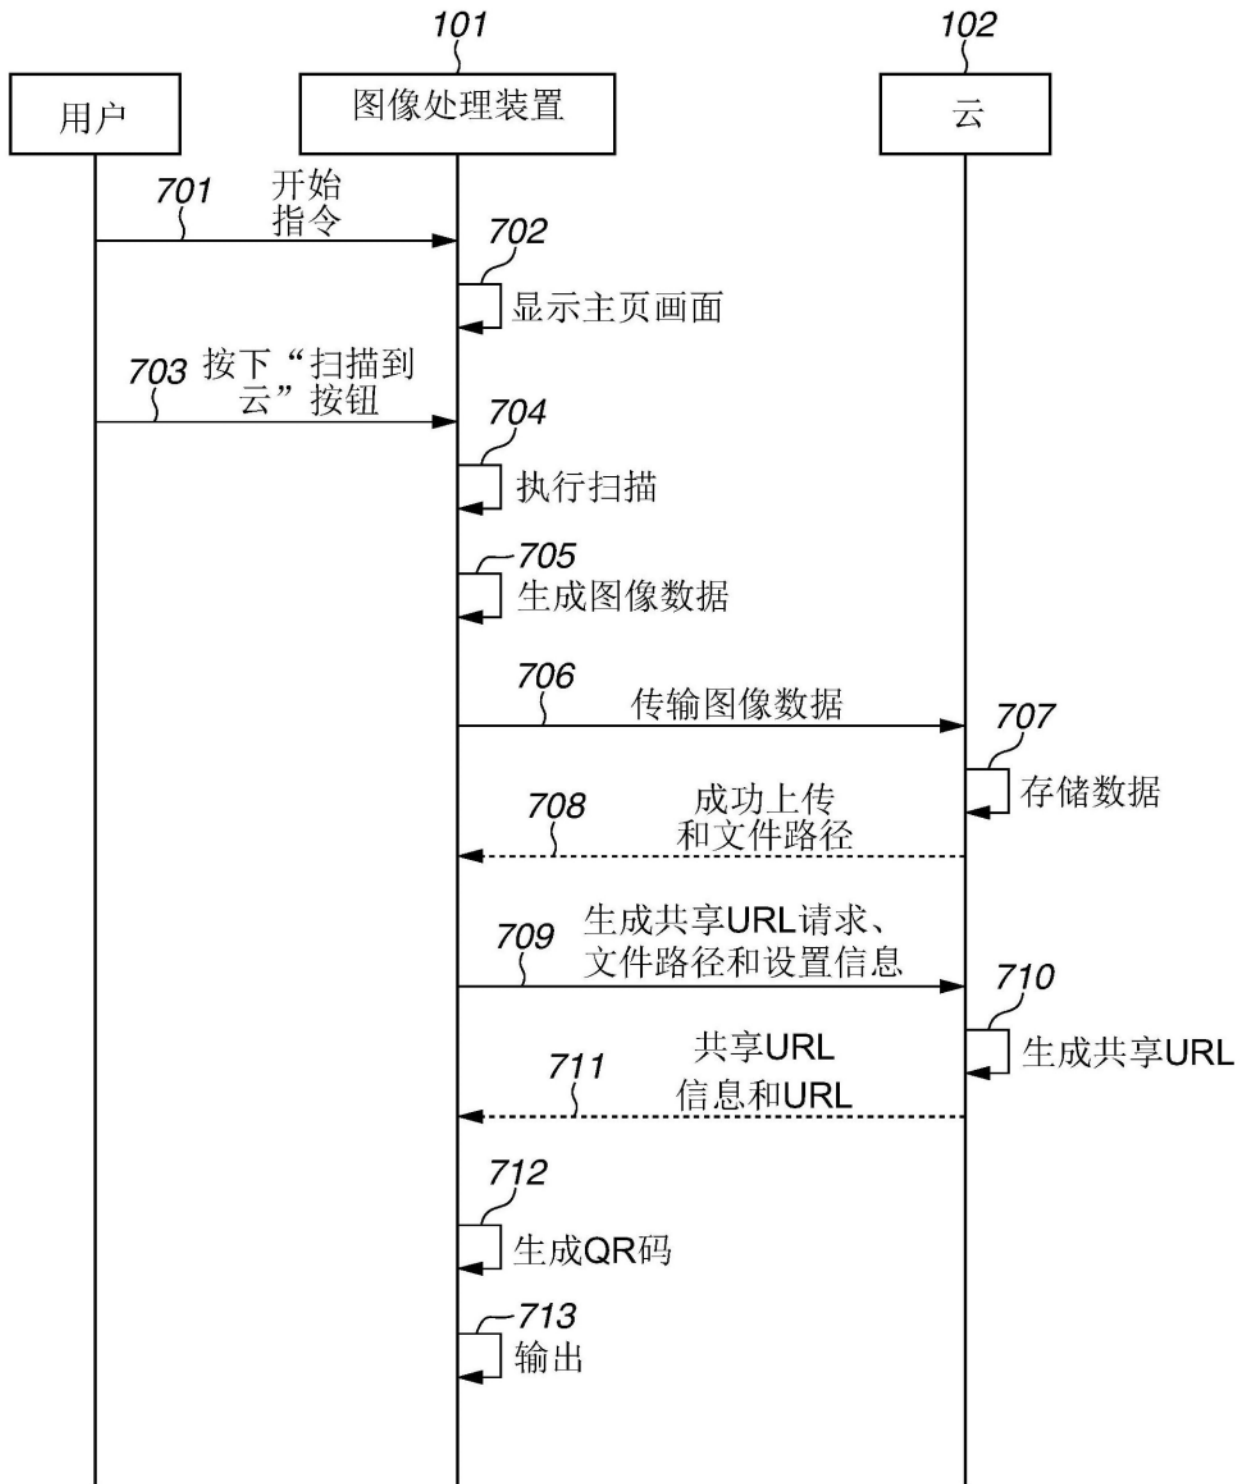 101
102
用户
图像处理装置
云
701
开始
指令
702
显示主页画面
703
按下“扫描到
云”按钮
704
执行扫描
705
生成图像数据
706
传输图像数据
707
存储数据
708
成功上传
和文件路径
709
生成共享URL请求、
文件路径和设置信息
710
生成共享URL
711
共享URL
信息和URL
712
生成QR码
713
输出